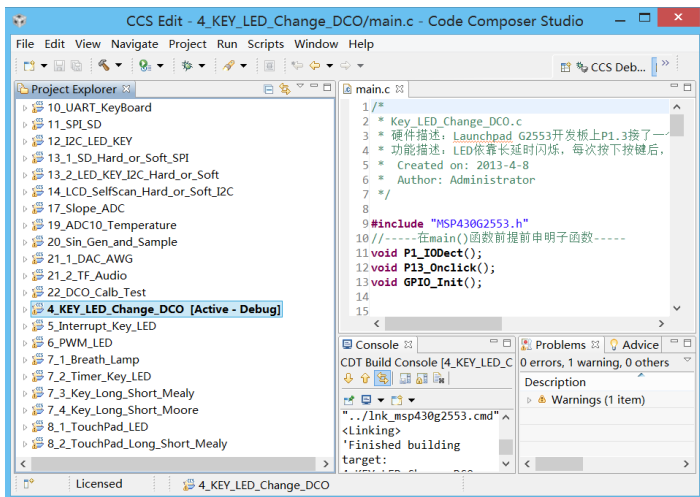 CCS Edit - 4_KEY_LED_Change_DCO/main.c - Code Composer Studio
File Edit View Navigate Project Run Scripts Window Help
CCS Deb...
Project Explorer
10_UART_KeyBoard
11_SPI_SD
12_I2C_LED_KEY
13_1_SD_Hard_or_Soft_SPI
13_2_LED_KEY_I2C_Hard_or_Soft
14_LCD_SelfScan_Hard_or_Soft_I2C
17_Slope_ADC
19_ADC10_Temperature
20_Sin_Gen_and_Sample
21_1_DAC_AWG
21_2_TF_Audio
22_DCO_Calb_Test
4_KEY_LED_Change_DCO [Active - Debug]
5_Interrupt_Key_LED
6_PWM_LED
7_1_Breath_Lamp
7_2_Timer_Key_LED
7_3_Key_Long_Short_Mealy
7_4_Key_Long_Short_Moore
8_1_TouchPad_LED
8_2_TouchPad_Long_Short_Mealy
main.c
1 /*
2 * Key_LED_Change_DCO.c
3 * 硬件描述：Launchpad G2553开发板上P1.3接了一个
4 * 功能描述：LED依靠长延时闪烁，每次按下按键后，
5 * Created on: 2013-4-8
6 * Author: Administrator
7 */
8
9 #include "MSP430G2553.h"
10 //-----在main()函数前提前申明子函数-----
11 void P1_IODect();
12 void P13_Onclick();
13 void GPIO_Init();
14
15
Console
CDT Build Console [4_KEY_LED_C
"../lnk_msp430g2553.cmd"
<Linking>
'Finished building
target:
Problems
Advice
0 errors, 1 warning, 0 others
Description
Warnings (1 item)
Licensed
4_KEY_LED_Change_DCO